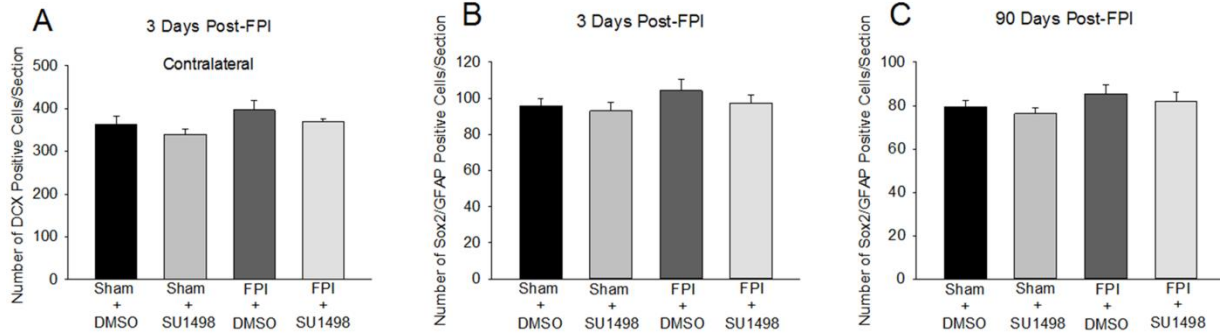 A
3 Days Post-FPI
Contralateral
Number of DCX Positive Cells/Section
500
400
300
200
100
0
Sham + DMSO
Sham + SU1498
FPI + DMSO
FPI + SU1498
B
3 Days Post-FPI
Number of Sox2/GFAP Positive Cells/Section
120
100
80
60
40
20
0
Sham + DMSO
Sham + SU1498
FPI + DMSO
FPI + SU1498
C
90 Days Post-FPI
Number of Sox2/GFAP Positive Cells/Section
100
80
60
40
20
0
Sham + DMSO
Sham + SU1498
FPI + DMSO
FPI + SU1498